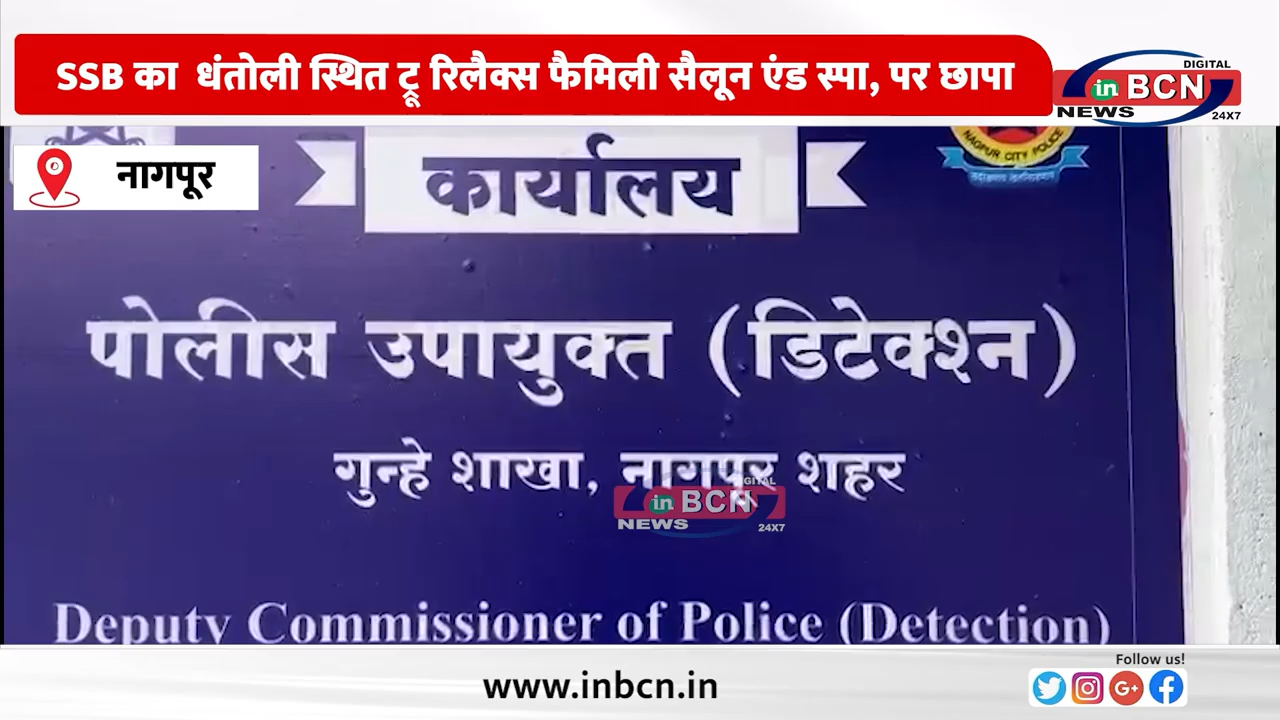 SSB का धंतोली स्थित ट्रू रिलैक्स फैमिली सैलून एंड स्पा, पर छापा
DIGITAL
in BCN
NEWS 24X7
नागपूर
कार्यालय
NAGPUR CITY POLICE
पोलीस उपायुक्त (डिटेक्श्न)
गुन्हे शाखा, नागपूर शहर
DIGITAL
in BCN
NEWS 24X7
Deputy Commissioner of Police (Detection)
Follow us!
www.inbcn.in